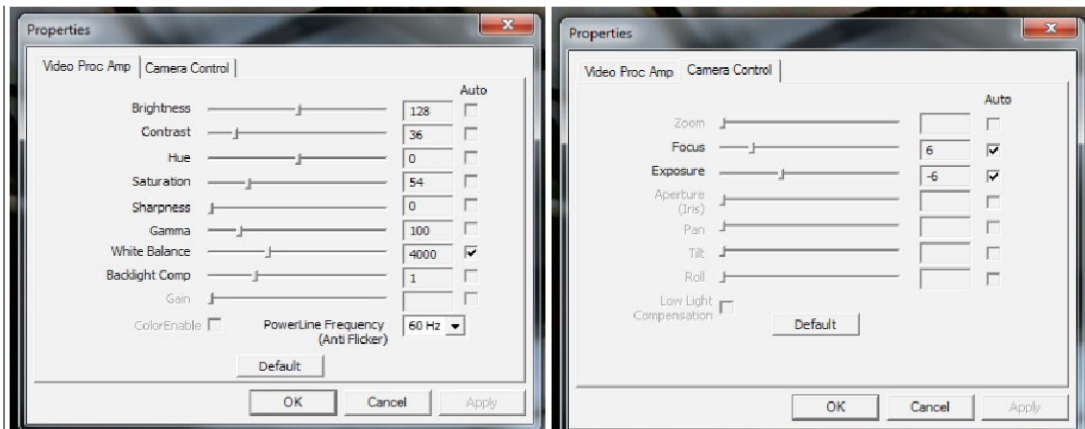 Properties
Video Proc Amp Camera Control
Auto
Brightness 128
Contrast 36
Hue 0
Saturation 54
Sharpness 0
Gamma 100
White Balance 4000
Backlight Comp 1
Gain
ColorEnable PowerLine Frequency 60 Hz
(Anti Flicker)
Default
OK Cancel Apply
Properties
Video Proc Amp Camera Control
Auto
Zoom
Focus 6
Exposure -6
Aperture
(Iris)
Pan
Tilt
Roll
Low Light
Compensation
Default
OK Cancel Apply